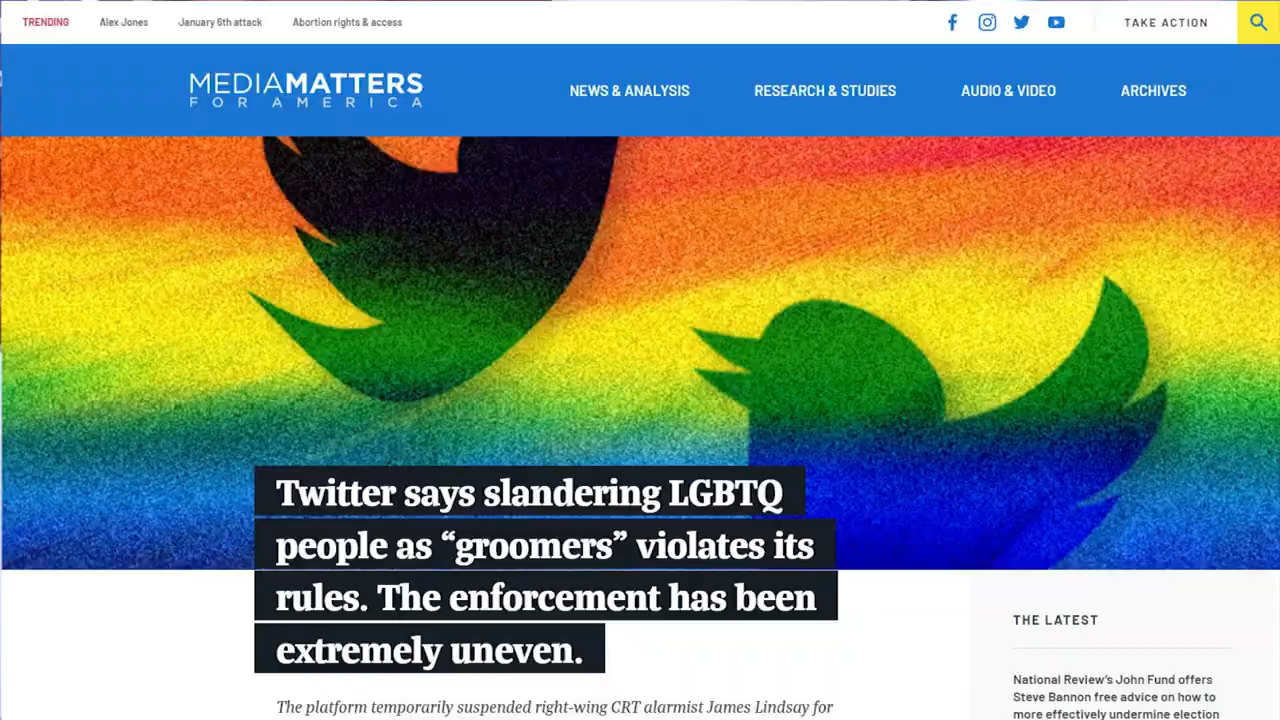 TRENDING Alex Jones January 6th attack Abortion rights & access TAKE ACTION
MEDIAMATTERS
FOR AMERICA
NEWS & ANALYSIS RESEARCH & STUDIES AUDIO & VIDEO ARCHIVES
Twitter says slandering LGBTQ
people as “groomers” violates its
rules. The enforcement has been
extremely uneven.
The platform temporarily suspended right-wing CRT alarmist James Lindsay for
THE LATEST
National Review's John Fund offers
Steve Bannon free advice on how to
more effectively undermine election